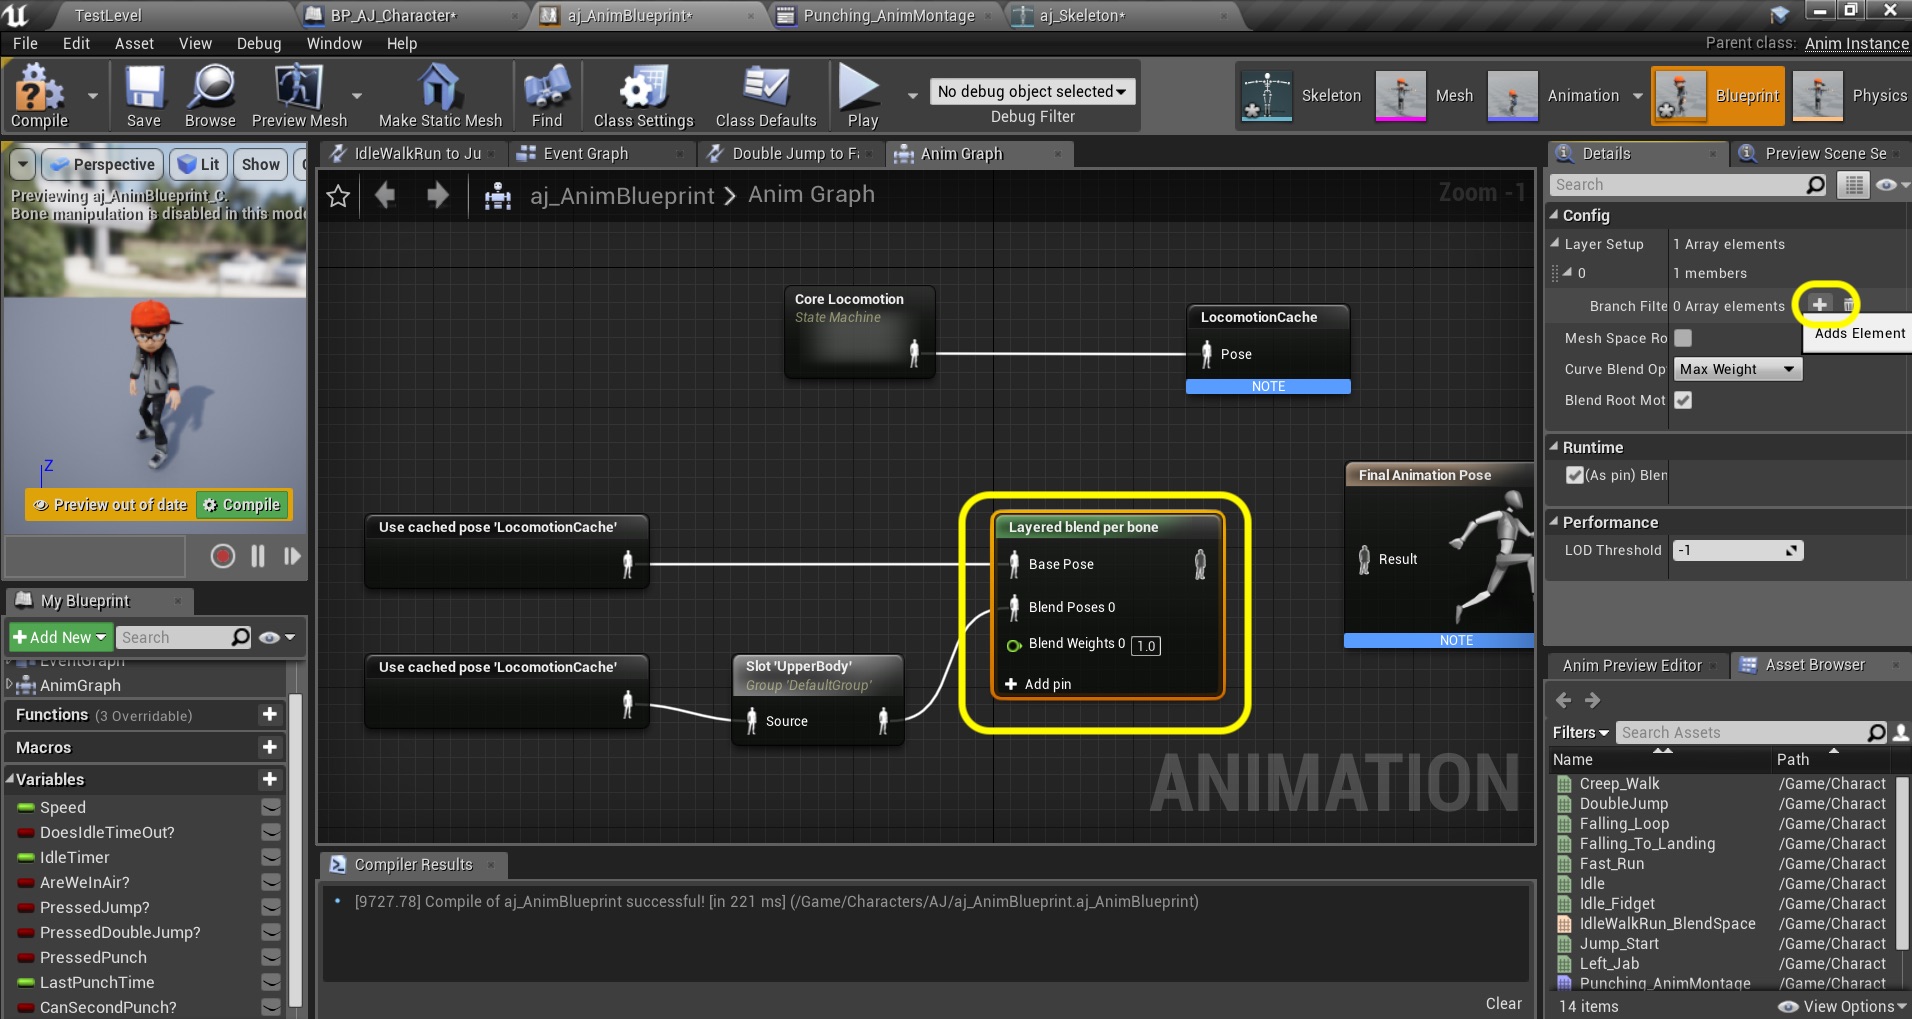 TestLevel
BP_AJ_Character*
aj_AnimBlueprint*
Punching_AnimMontage
aj_Skeleton*
File Edit Asset View Debug Window Help
Parent class: Anim Instance
Compile
Save
Browse
Preview Mesh
Make Static Mesh
Find
Class Settings
Class Defaults
Play
No debug object selected
Debug Filter
Skeleton
Mesh
Animation
Blueprint
Physics
Perspective
Lit
Show
Previewing aj_AnimBlueprint_C.
Bone manipulation is disabled in this mode
Z
Preview out of date
Compile
IdleWalkRun to Ju
Event Graph
Double Jump to Fa
Anim Graph
aj_AnimBlueprint > Anim Graph
Zoom -1
Core Locomotion
State Machine
LocomotionCache
Pose
NOTE
Use cached pose 'LocomotionCache'
Layered blend per bone
Base Pose
Blend Poses 0
Blend Weights 0 1.0
Add pin
Final Animation Pose
Result
NOTE
Use cached pose 'LocomotionCache'
Slot 'UpperBody'
Group 'DefaultGroup'
Source
ANIMATION
Compiler Results
[9727.78] Compile of aj_AnimBlueprint successful! [in 221 ms] (/Game/Characters/AJ/aj_AnimBlueprint.aj_AnimBlueprint)
Clear
My Blueprint
Add New
Search
EventGraph
AnimGraph
Functions (3 Overridable)
Macros
Variables
Speed
DoesIdleTimeOut?
IdleTimer
AreWeInAir?
PressedJump?
PressedDoubleJump?
PressedPunch
LastPunchTime
CanSecondPunch?
Details
Preview Scene Se
Search
Config
Layer Setup 1 Array elements
0 1 members
Branch Filte 0 Array elements
Adds Element
Mesh Space Ro
Curve Blend Op Max Weight
Blend Root Mot
Runtime
(As pin) Blen
Performance
LOD Threshold -1
Anim Preview Editor
Asset Browser
Filters
Search Assets
Name Path
Creep_Walk /Game/Charact
DoubleJump /Game/Charact
Falling_Loop /Game/Charact
Falling_To_Landing /Game/Charact
Fast_Run /Game/Charact
Idle /Game/Charact
Idle_Fidget /Game/Charact
IdleWalkRun_BlendSpace /Game/Charact
Jump_Start /Game/Charact
Left_Jab /Game/Charact
Punching_AnimMontage /Game/Charact
14 items
View Options